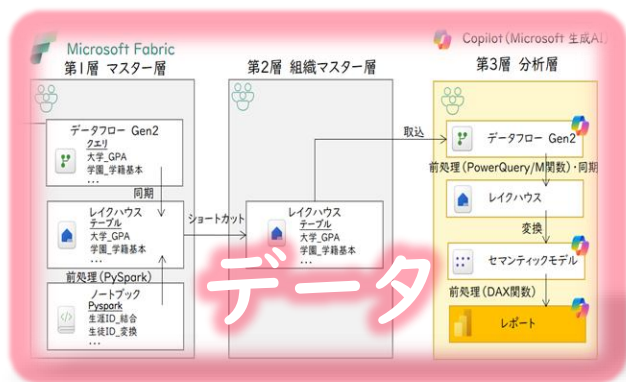 Microsoft Fabric
第1層 マスター層
データフロー Gen2
クエリ
大学_GPA
学園_学籍基本
...
同期
レイクハウス
テーブル
大学_GPA
学園_学籍基本
...
前処理(PySpark)
ノートブック
Pyspark
生涯ID_結合
生徒ID_変換
...
ショートカット
第2層 組織マスター層
レイクハウス
テーブル
大学_GPA
学園_学籍基本
...
取込
Copilot(Microsoft 生成AI)
第3層 分析層
データフロー Gen2
前処理(PowerQuery/M関数)・同期
レイクハウス
変換
セマンティックモデル
前処理(DAX関数)
レポート
データ